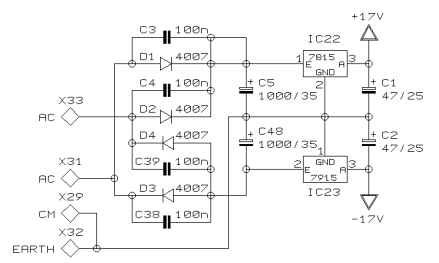 C3 100n
+17V
IC22
D1 4007
1 7815 3
E A
GND
2
C4 100n
C5
1000/35
C1
47/25
X33
AC
D2 4007
D4 4007
C48
1000/35
C2
47/25
X31
AC
C39 100n
1
2 GND 3
E A
7915
IC23
X29
CM
D3 4007
C38 100n
-17V
X32
EARTH
+
+
+
+